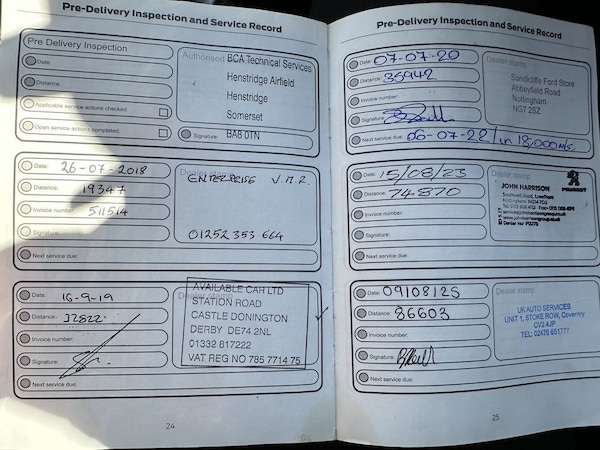 Pre-Delivery Inspection and Service Record
Pre Delivery Inspection
Date:
Distance:
Applicable service actions checked:
Open service actions completed:
Authorised BCA Technical Services
Henstridge Airfield
Henstridge
Somerset
Signature BA8 0TN
Date: 26-07-2018
Distance: 19347
Invoice number: 511514
Signature:
Next service due:
Dealer stamp
ENTERPRISE V.M.R.
01252 353 664
Date: 16-9-19
Distance: 32822
Invoice number:
Signature:
Next service due:
Dealer stamp
AVAILABLE CAR LTD
STATION ROAD
CASTLE DONINGTON
DERBY DE74 2NL
01332 817222
VAT REG NO 785 7714 75
24
Pre-Delivery Inspection and Service Record
Date: 07-07-20
Distance: 35942
Invoice number:
Signature:
Next service due: 06-07-22/in 18,000mls.
Dealer stamp
Sandicliffe Ford Store
Abbeyfield Road
Nottingham
NG7 2SZ
Date: 15/08/23
Distance: 74870
Invoice number:
Signature:
Next service due:
Dealer stamp
JOHN HARRISON
PEUGEOT
Date: 09/08/25
Distance: 86603
Invoice number:
Signature:
Next service due:
Dealer stamp
UK AUTO SERVICES
UNIT 1, STOKE ROW, Coventry
CV2 4JP
TEL: 02476 651777
25